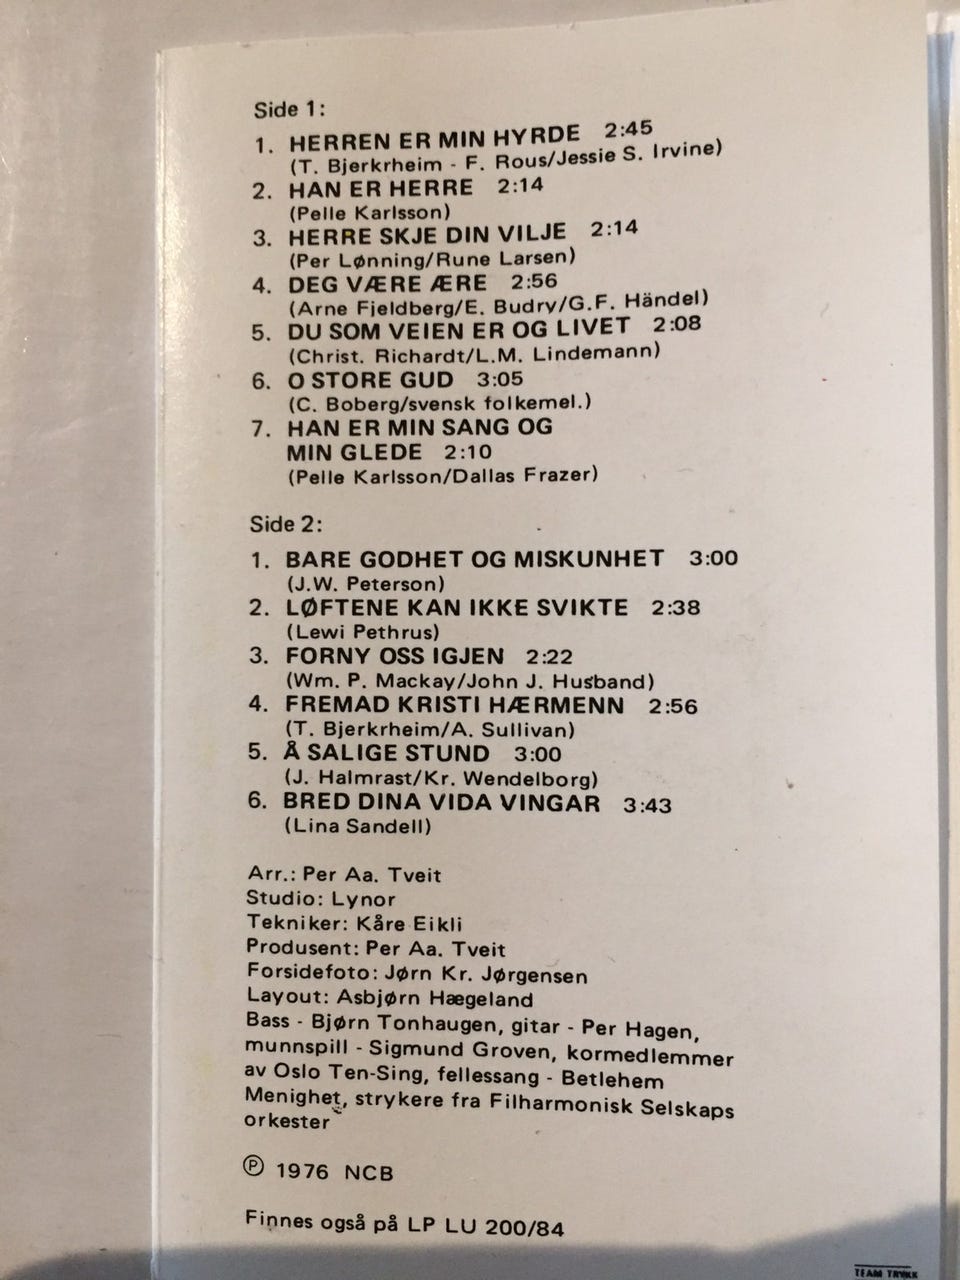 Side 1:
1. HERREN ER MIN HYRDE 2:45
(T. Bjerkrheim - F. Rous/Jessie S. Irvine)
2. HAN ER HERRE 2:14
(Pelle Karlsson)
3. HERRE SKJE DIN VILJE 2:14
(Per Lønning/Rune Larsen)
4. DEG VÆRE ÆRE 2:56
(Arne Fjeldberg/E. Budry/G.F. Händel)
5. DU SOM VEIEN ER OG LIVET 2:08
(Christ. Richardt/L.M. Lindemann)
6. O STORE GUD 3:05
(C. Boberg/svensk folkemel.)
7. HAN ER MIN SANG OG
MIN GLEDE 2:10
(Pelle Karlsson/Dallas Frazer)
Side 2:
1. BARE GODHET OG MISKUNHET 3:00
(J.W. Peterson)
2. LØFTENE KAN IKKE SVIKTE 2:38
(Lewi Pethrus)
3. FORNY OSS IGJEN 2:22
(Wm. P. Mackay/John J. Husband)
4. FREMAD KRISTI HÆRMENN 2:56
(T. Bjerkrheim/A. Sullivan)
5. Å SALIGE STUND 3:00
(J. Halmrast/Kr. Wendelborg)
6. BRED DINA VIDA VINGAR 3:43
(Lina Sandell)
Arr.: Per Aa. Tveit
Studio: Lynor
Tekniker: Kåre Eikli
Produsent: Per Aa. Tveit
Forsidefoto: Jørn Kr. Jørgensen
Layout: Asbjørn Hægeland
Bass - Bjørn Tonhaugen, gitar - Per Hagen,
munnspill - Sigmund Groven, kormedlemmer
av Oslo Ten-Sing, fellessang - Betlehem
Menighet, strykere fra Filharmonisk Selskaps
orkester
℗ 1976 NCB
Finnes også på LP LU 200/84
TEAM TRYKK